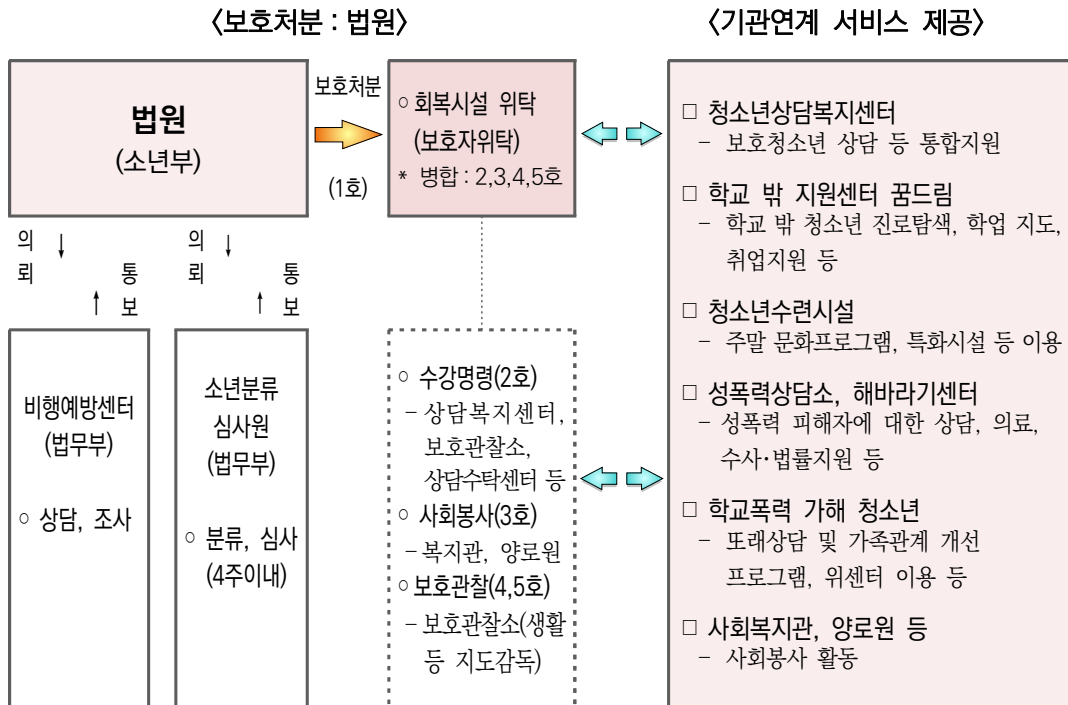 〈보호처분 : 법원〉
〈기관연계 서비스 제공〉
법원
(소년부)
보호처분
(1호)
○ 회복시설 위탁
(보호자위탁)
* 병합 : 2,3,4,5호
의뢰 ↓
통보 ↑
의뢰 ↓
통보 ↑
비행예방센터
(법무부)
○ 상담, 조사
소년분류
심사원
(법무부)
○ 분류, 심사
(4주이내)
○ 수강명령(2호)
- 상담복지센터,
보호관찰소,
상담수탁센터 등
○ 사회봉사(3호)
- 복지관, 양로원
○ 보호관찰(4,5호)
- 보호관찰소(생활
등 지도감독)
□ 청소년상담복지센터
- 보호청소년 상담 등 통합지원
□ 학교 밖 지원센터 꿈드림
- 학교 밖 청소년 진로탐색, 학업 지도,
취업지원 등
□ 청소년수련시설
- 주말 문화프로그램, 특화시설 등 이용
□ 성폭력상담소, 해바라기센터
- 성폭력 피해자에 대한 상담, 의료,
수사·법률지원 등
□ 학교폭력 가해 청소년
- 또래상담 및 가족관계 개선
프로그램, 위센터 이용 등
□ 사회복지관, 양로원 등
- 사회봉사 활동